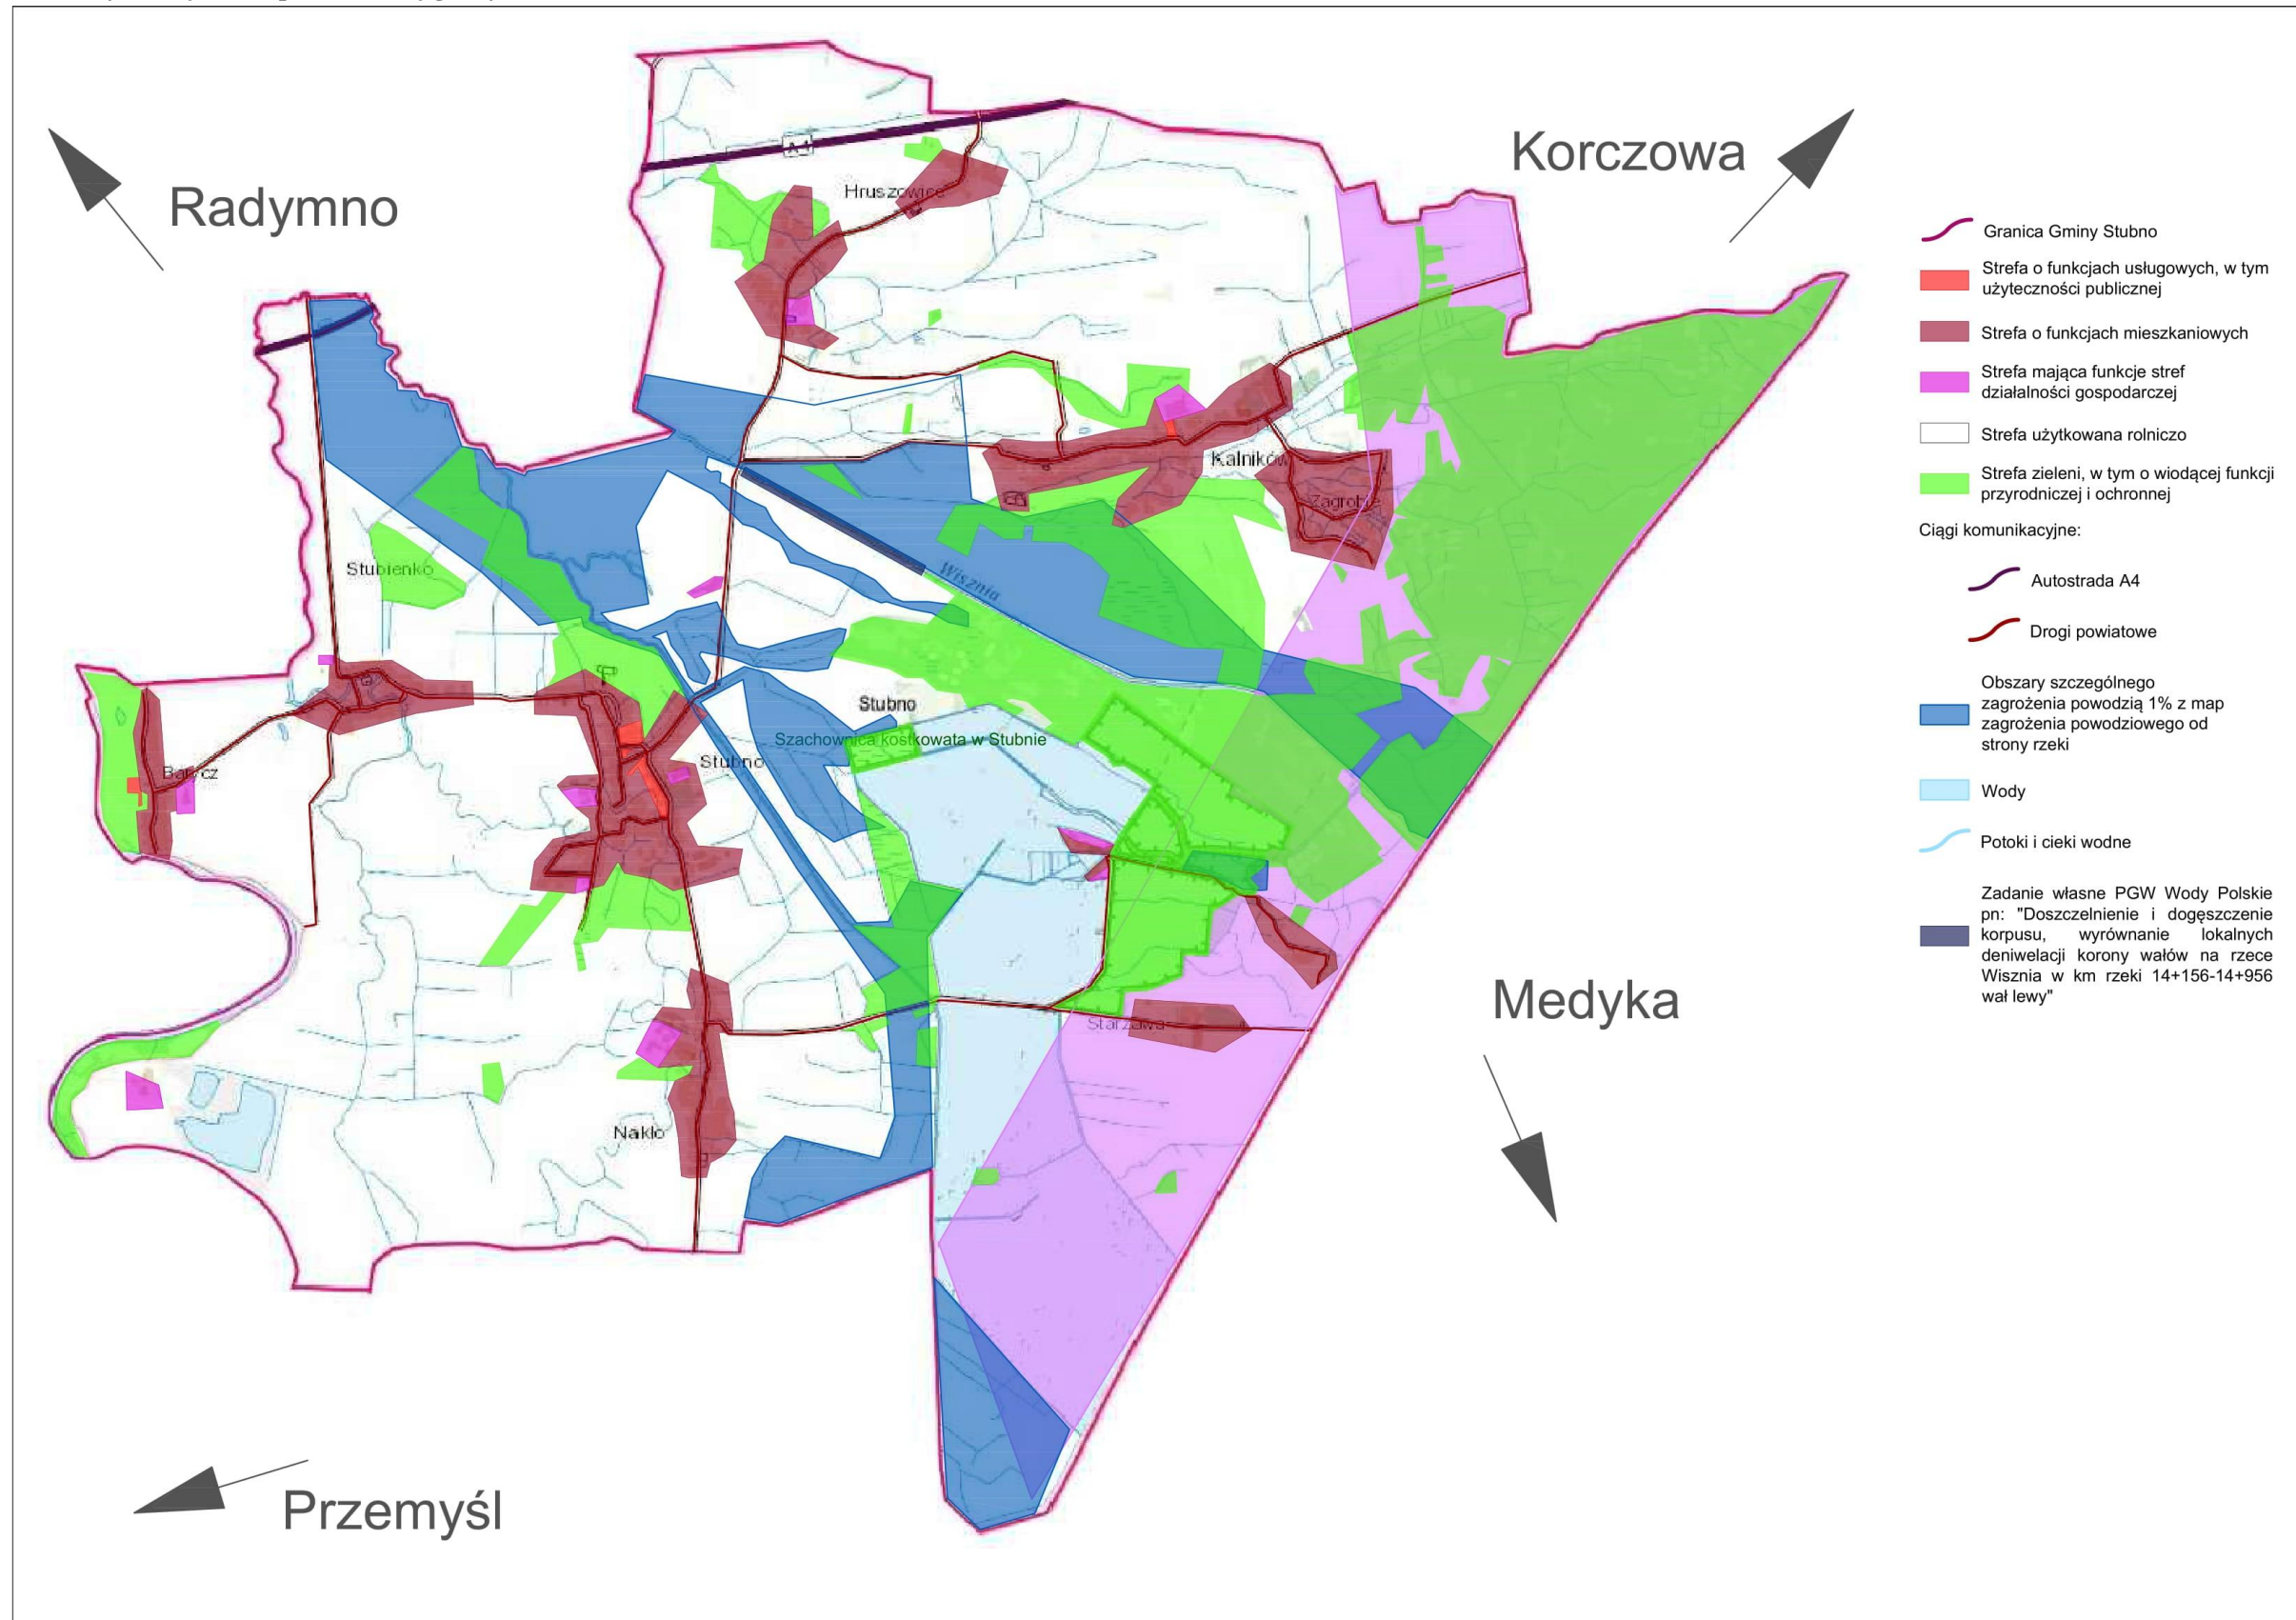 Radymno
Korczowa
A4
Hruszowice
Kalników
Zagroble
Wisznia
Stubienko
Stubno
Szachownica kostkowata w Stubnie
Stubno
Starzawa
Nakło
Medyka
Przemyśl
Granica Gminy Stubno
Strefa o funkcjach usługowych, w tym
użyteczności publicznej
Strefa o funkcjach mieszkaniowych
Strefa mająca funkcje stref
działalności gospodarczej
Strefa użytkowana rolniczo
Strefa zieleni, w tym o wiodącej funkcji
przyrodniczej i ochronnej
Ciągi komunikacyjne:
Autostrada A4
Drogi powiatowe
Obszary szczególnego
zagrożenia powodzią 1% z map
zagrożenia powodziowego od
strony rzeki
Wody
Potoki i cieki wodne
Zadanie własne PGW Wody Polskie
pn: "Doszczelnienie i dogęszczenie
korpusu, wyrównanie lokalnych
deniwelacji korony wałów na rzece
Wisznia w km rzeki 14+156-14+956
wał lewy"